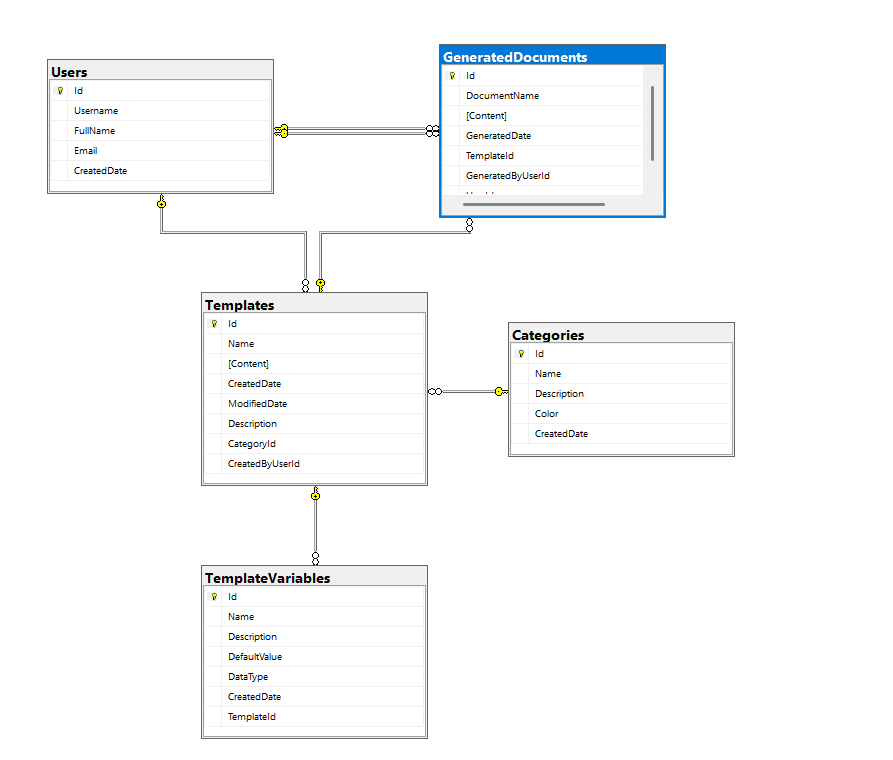 Users
Id
Username
FullName
Email
CreatedDate
GeneratedDocuments
Id
DocumentName
[Content]
GeneratedDate
TemplateId
GeneratedByUserId
Templates
Id
Name
[Content]
CreatedDate
ModifiedDate
Description
CategoryId
CreatedByUserId
Categories
Id
Name
Description
Color
CreatedDate
TemplateVariables
Id
Name
Description
DefaultValue
DataType
CreatedDate
TemplateId